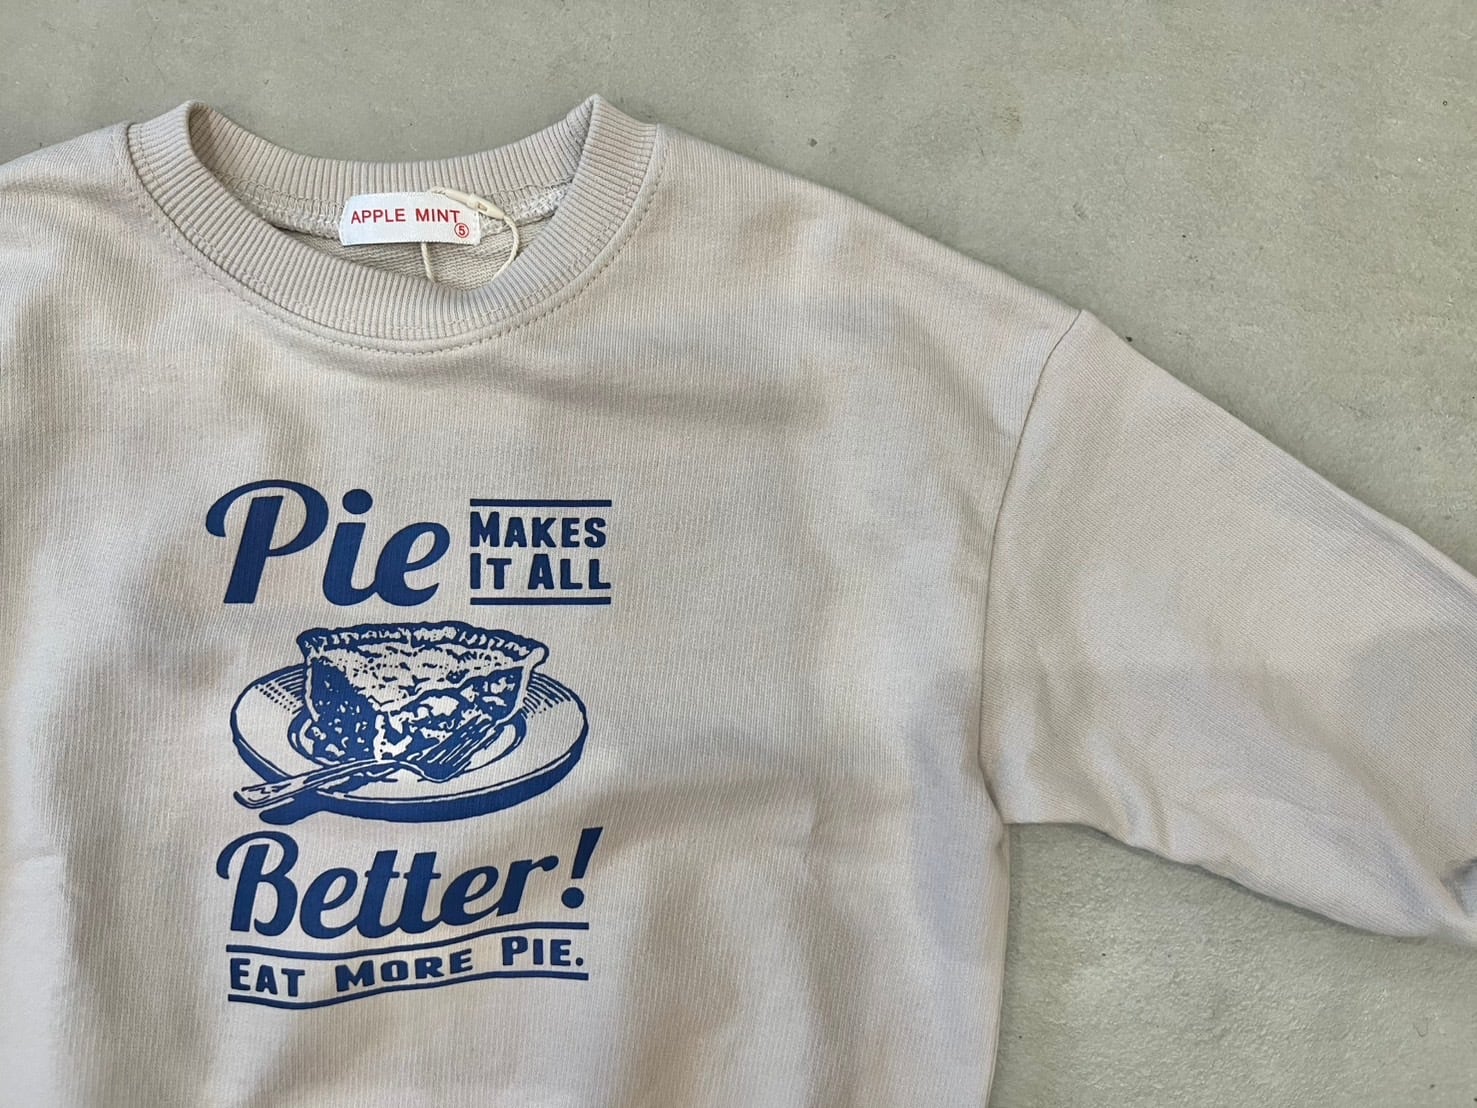 APPLE MINT
5
Pie
MAKES
IT ALL
Better!
EAT MORE PIE.